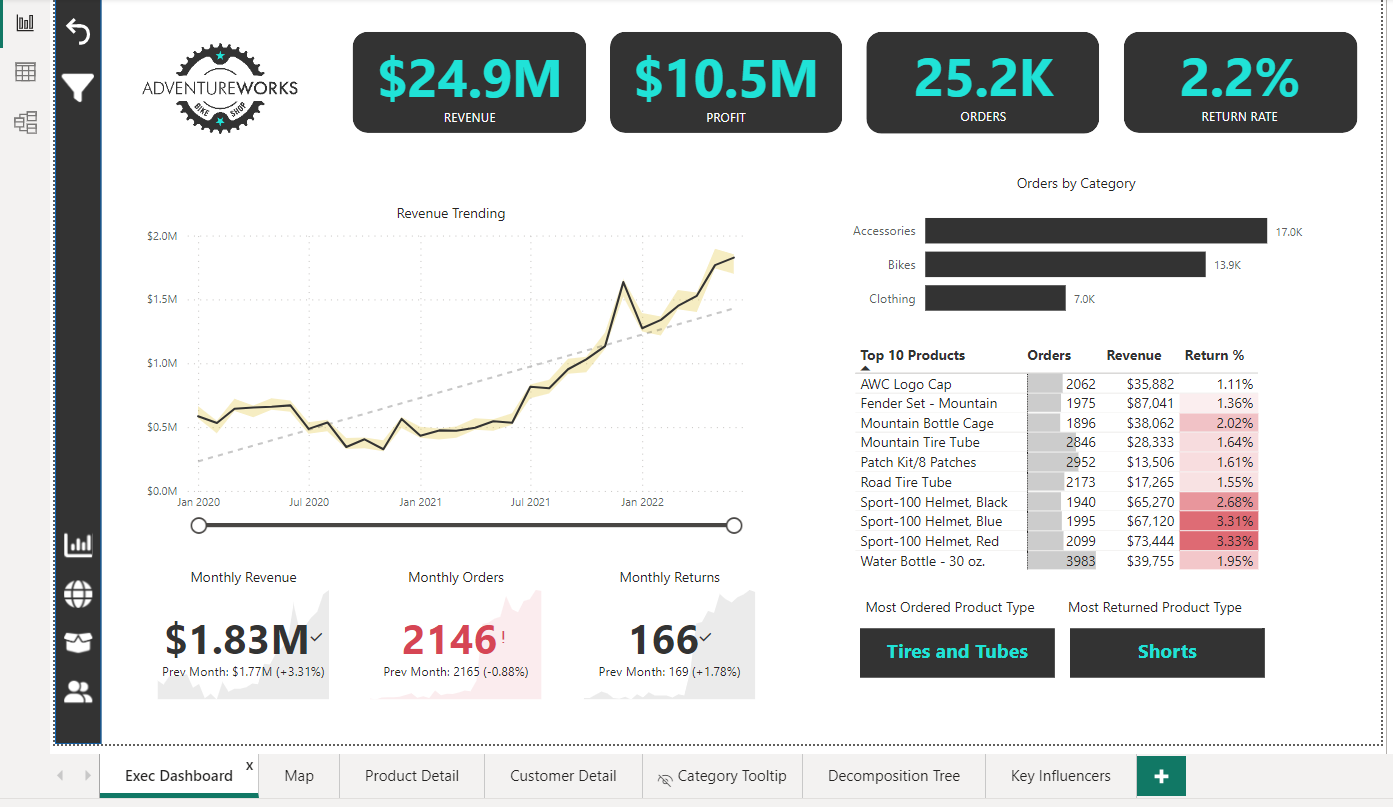 ADVENTUREWORKS
BIKE SHOP
$24.9M
REVENUE
$10.5M
PROFIT
25.2K
ORDERS
2.2%
RETURN RATE
Revenue Trending
$2.0M
$1.5M
$1.0M
$0.5M
$0.0M
Jan 2020 Jul 2020 Jan 2021 Jul 2021 Jan 2022
Monthly Revenue
$1.83M
Prev Month: $1.77M (+3.31%)
Monthly Orders
2146!
Prev Month: 2165 (-0.88%)
Monthly Returns
166
Prev Month: 169 (+1.78%)
Orders by Category
Accessories 17.0K
Bikes 13.9K
Clothing 7.0K
Top 10 Products Orders Revenue Return %
AWC Logo Cap 2062 $35,882 1.11%
Fender Set - Mountain 1975 $87,041 1.36%
Mountain Bottle Cage 1896 $38,062 2.02%
Mountain Tire Tube 2846 $28,333 1.64%
Patch Kit/8 Patches 2952 $13,506 1.61%
Road Tire Tube 2173 $17,265 1.55%
Sport-100 Helmet, Black 1940 $65,270 2.68%
Sport-100 Helmet, Blue 1995 $67,120 3.31%
Sport-100 Helmet, Red 2099 $73,444 3.33%
Water Bottle - 30 oz. 3983 $39,755 1.95%
Most Ordered Product Type
Tires and Tubes
Most Returned Product Type
Shorts
Exec Dashboard x Map Product Detail Customer Detail Category Tooltip Decomposition Tree Key Influencers +